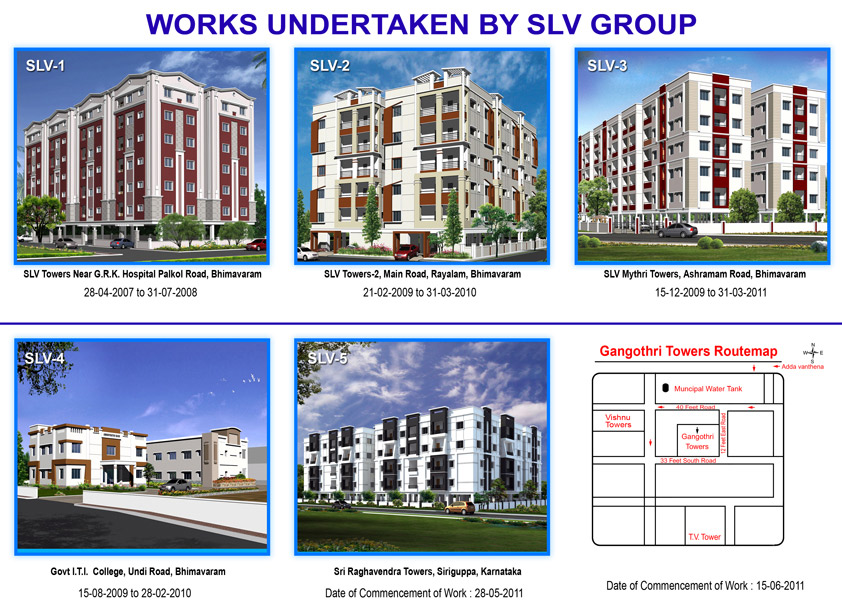 WORKS UNDERTAKEN BY SLV GROUP
SLV-1
SLV-2
SLV-3
SLV Towers Near G.R.K. Hospital Palkol Road, Bhimavaram
28-04-2007 to 31-07-2008
SLV Towers-2, Main Road, Rayalam, Bhimavaram
21-02-2009 to 31-03-2010
SLV Mythri Towers, Ashramam Road, Bhimavaram
15-12-2009 to 31-03-2011
SLV-4
SLV-5
Govt I.T.I. College, Undi Road, Bhimavaram
15-08-2009 to 28-02-2010
Sri Raghavendra Towers, Siriguppa, Karnataka
Date of Commencement of Work : 28-05-2011
Gangothri Towers Routemap
N
W E
S
Adda vanthena
Muncipal Water Tank
40 Feet Road
Vishnu
Towers
Gangothri
Towers
12 Feet East Road
33 Feet South Road
T.V. Tower
Date of Commencement of Work : 15-06-2011